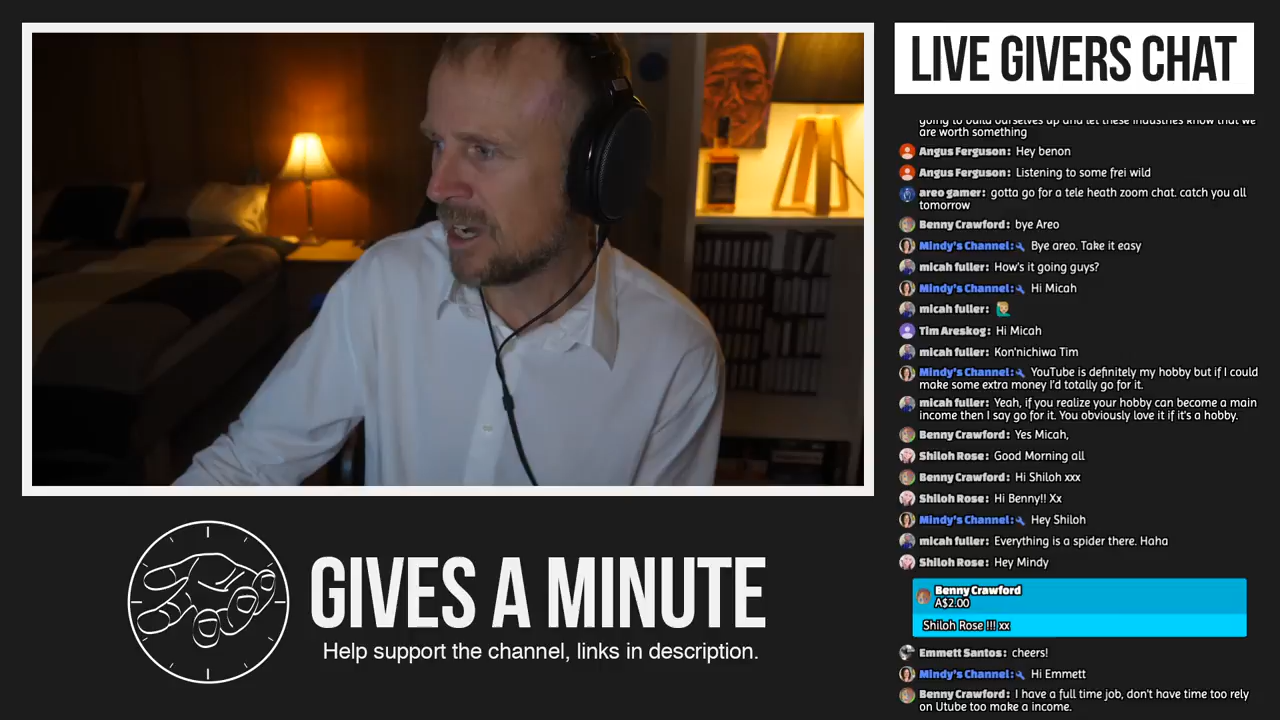 LIVE GIVERS CHAT
going to build ourselves up and let these industries know that we
are worth something
Angus Ferguson: Hey benon
Angus Ferguson: Listening to some frei wild
areo gamer: gotta go for a tele heath zoom chat. catch you all
tomorrow
Benny Crawford: bye Areo
Mindy's Channel: Bye areo. Take it easy
micah fuller: How's it going guys?
Mindy's Channel: Hi Micah
micah fuller:
Tim Areskog: Hi Micah
micah fuller: Kon'nichiwa Tim
Mindy's Channel: YouTube is definitely my hobby but if I could
make some extra money I'd totally go for it.
micah fuller: Yeah, if you realize your hobby can become a main
income then I say go for it. You obviously love it if it's a hobby.
Benny Crawford: Yes Micah,
Shiloh Rose: Good Morning all
Benny Crawford: Hi Shiloh xxx
Shiloh Rose: Hi Benny!! Xx
Mindy's Channel: Hey Shiloh
micah fuller: Everything is a spider there. Haha
Shiloh Rose: Hey Mindy
Benny Crawford
A$2.00
Shiloh Rose !!! xx
Emmett Santos: cheers!
Mindy's Channel: Hi Emmett
Benny Crawford: I have a full time job, don't have time too rely
on Utube too make a income.
GIVES A MINUTE
Help support the channel, links in description.